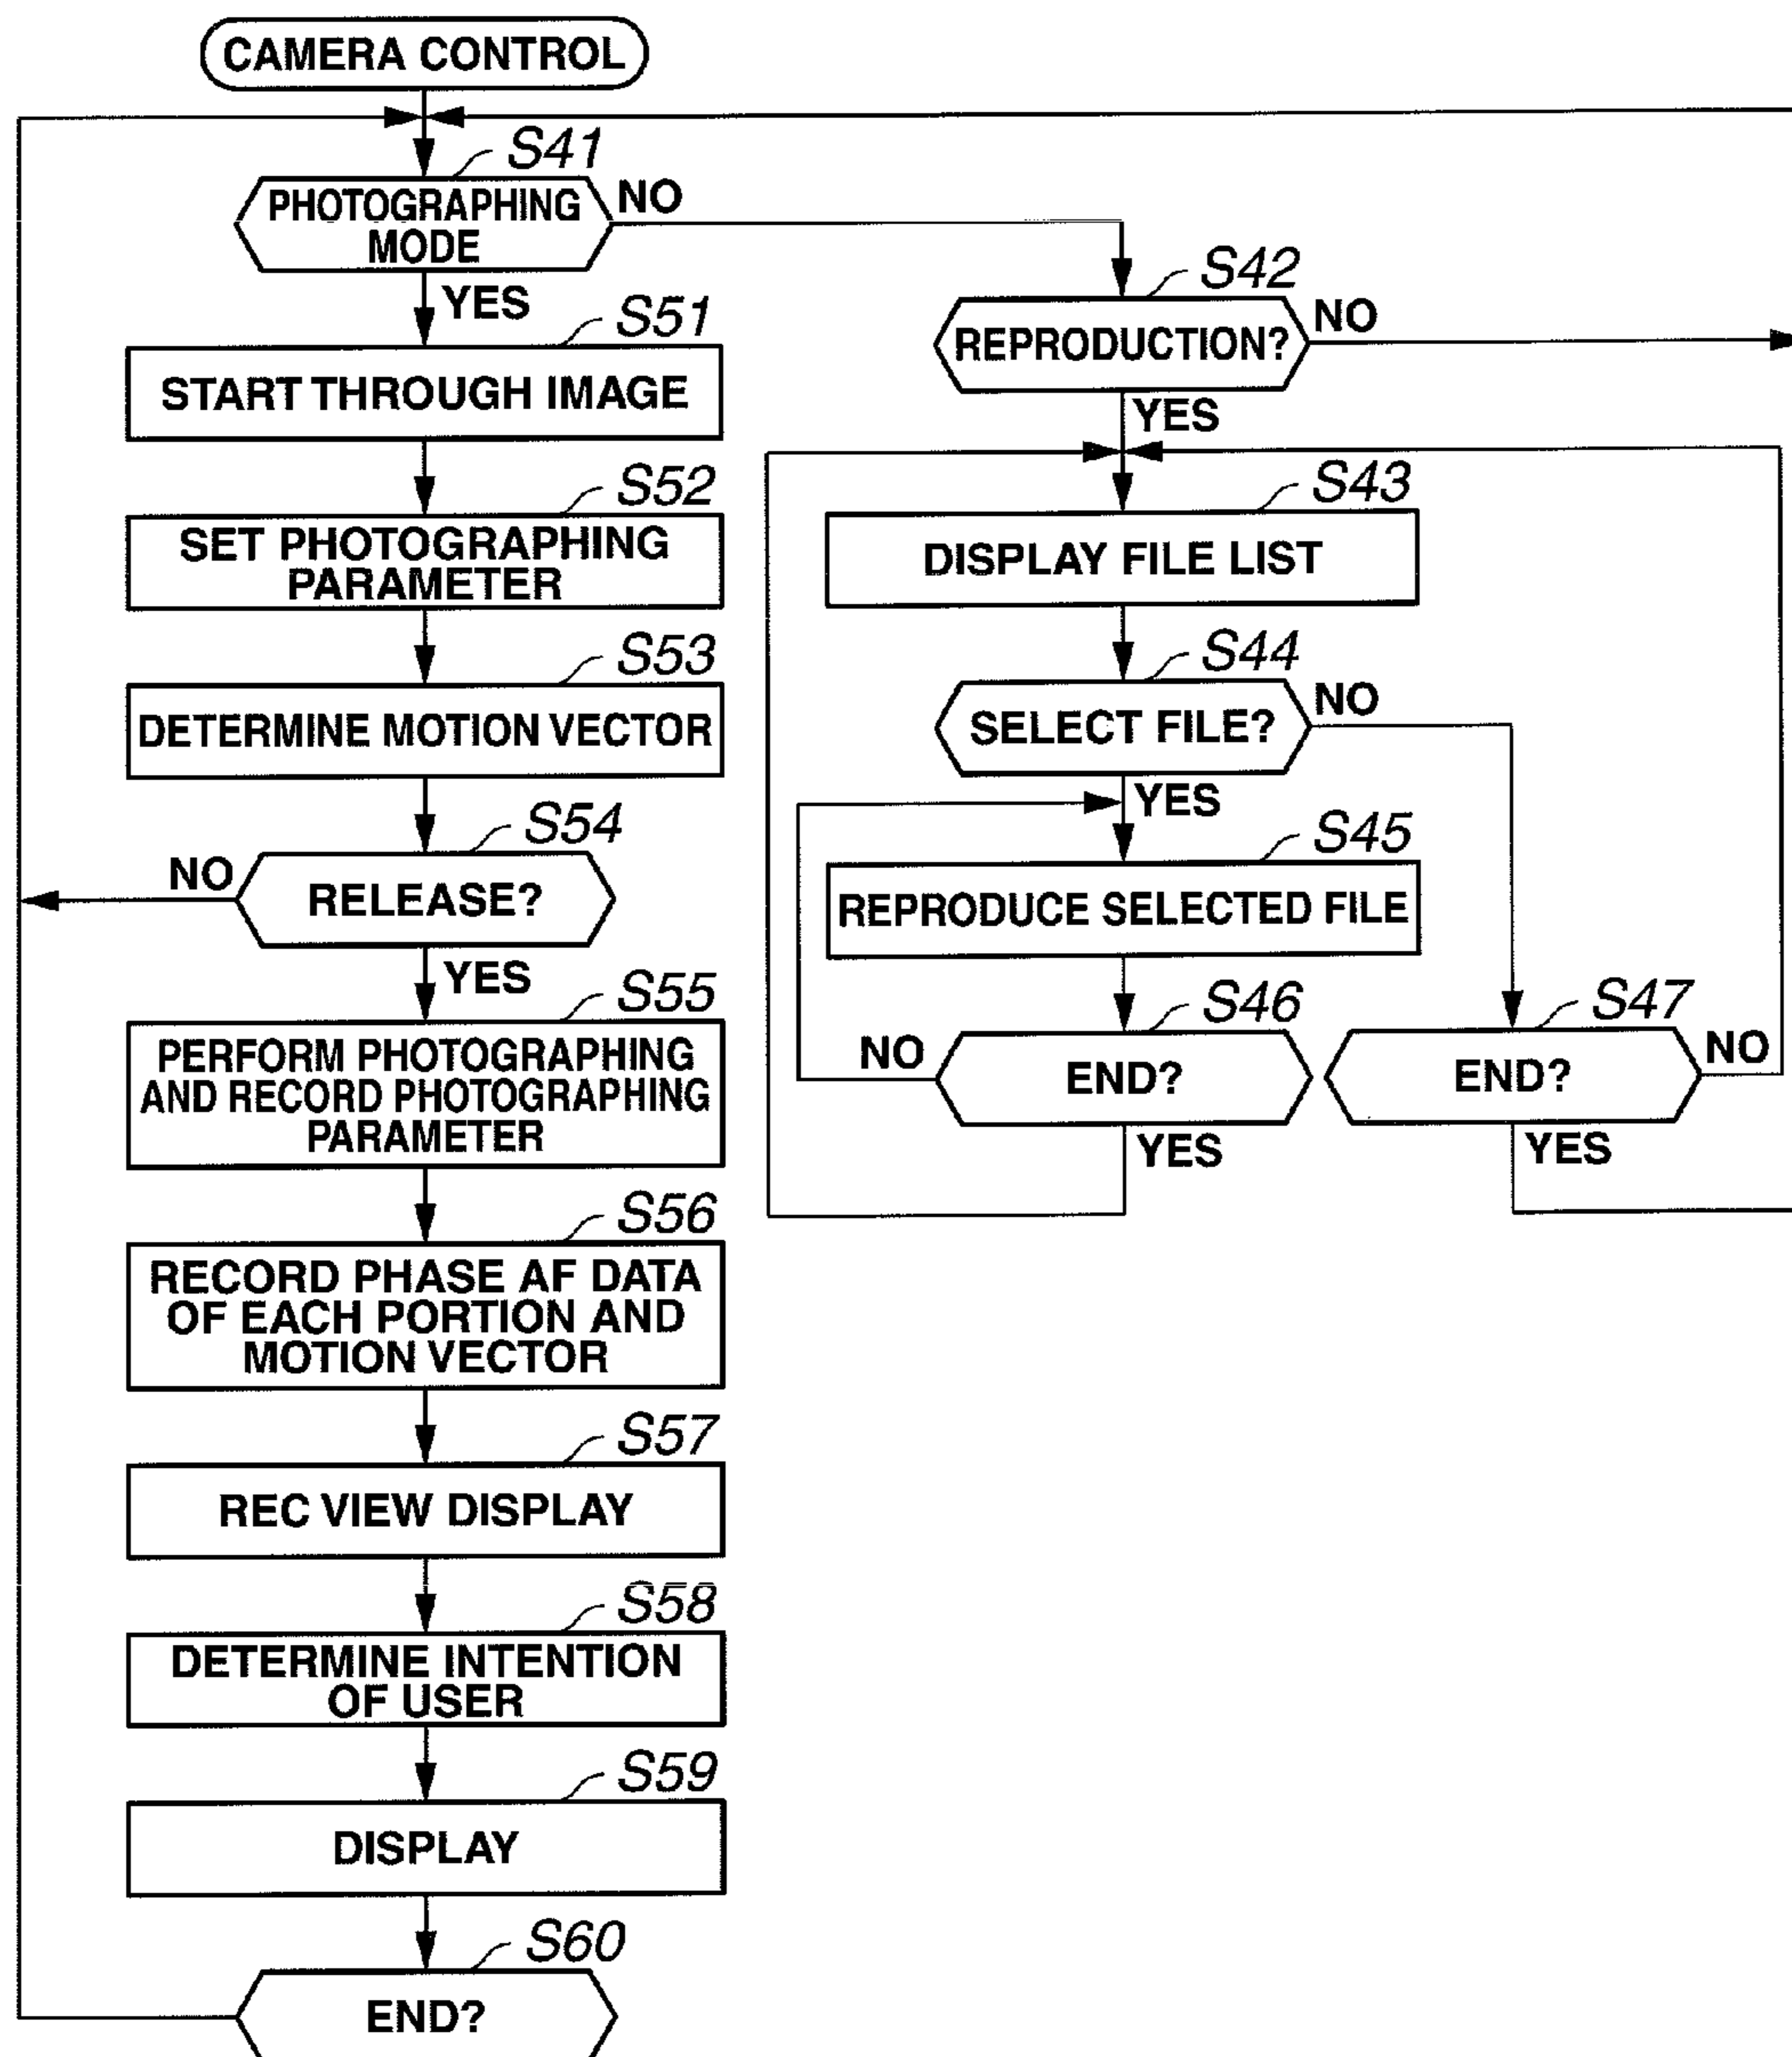 CAMERA CONTROL
S41
PHOTOGRAPHING
MODE
NO
YES
S51
START THROUGH IMAGE
S52
SET PHOTOGRAPHING
PARAMETER
S53
DETERMINE MOTION VECTOR
S54
NO
RELEASE?
YES
S55
PERFORM PHOTOGRAPHING
AND RECORD PHOTOGRAPHING
PARAMETER
S56
RECORD PHASE AF DATA
OF EACH PORTION AND
MOTION VECTOR
S57
REC VIEW DISPLAY
S58
DETERMINE INTENTION
OF USER
S59
DISPLAY
S60
END?
S42
REPRODUCTION?
NO
YES
S43
DISPLAY FILE LIST
S44
SELECT FILE?
NO
YES
S45
REPRODUCE SELECTED FILE
S46
NO
END?
YES
S47
END?
NO
YES